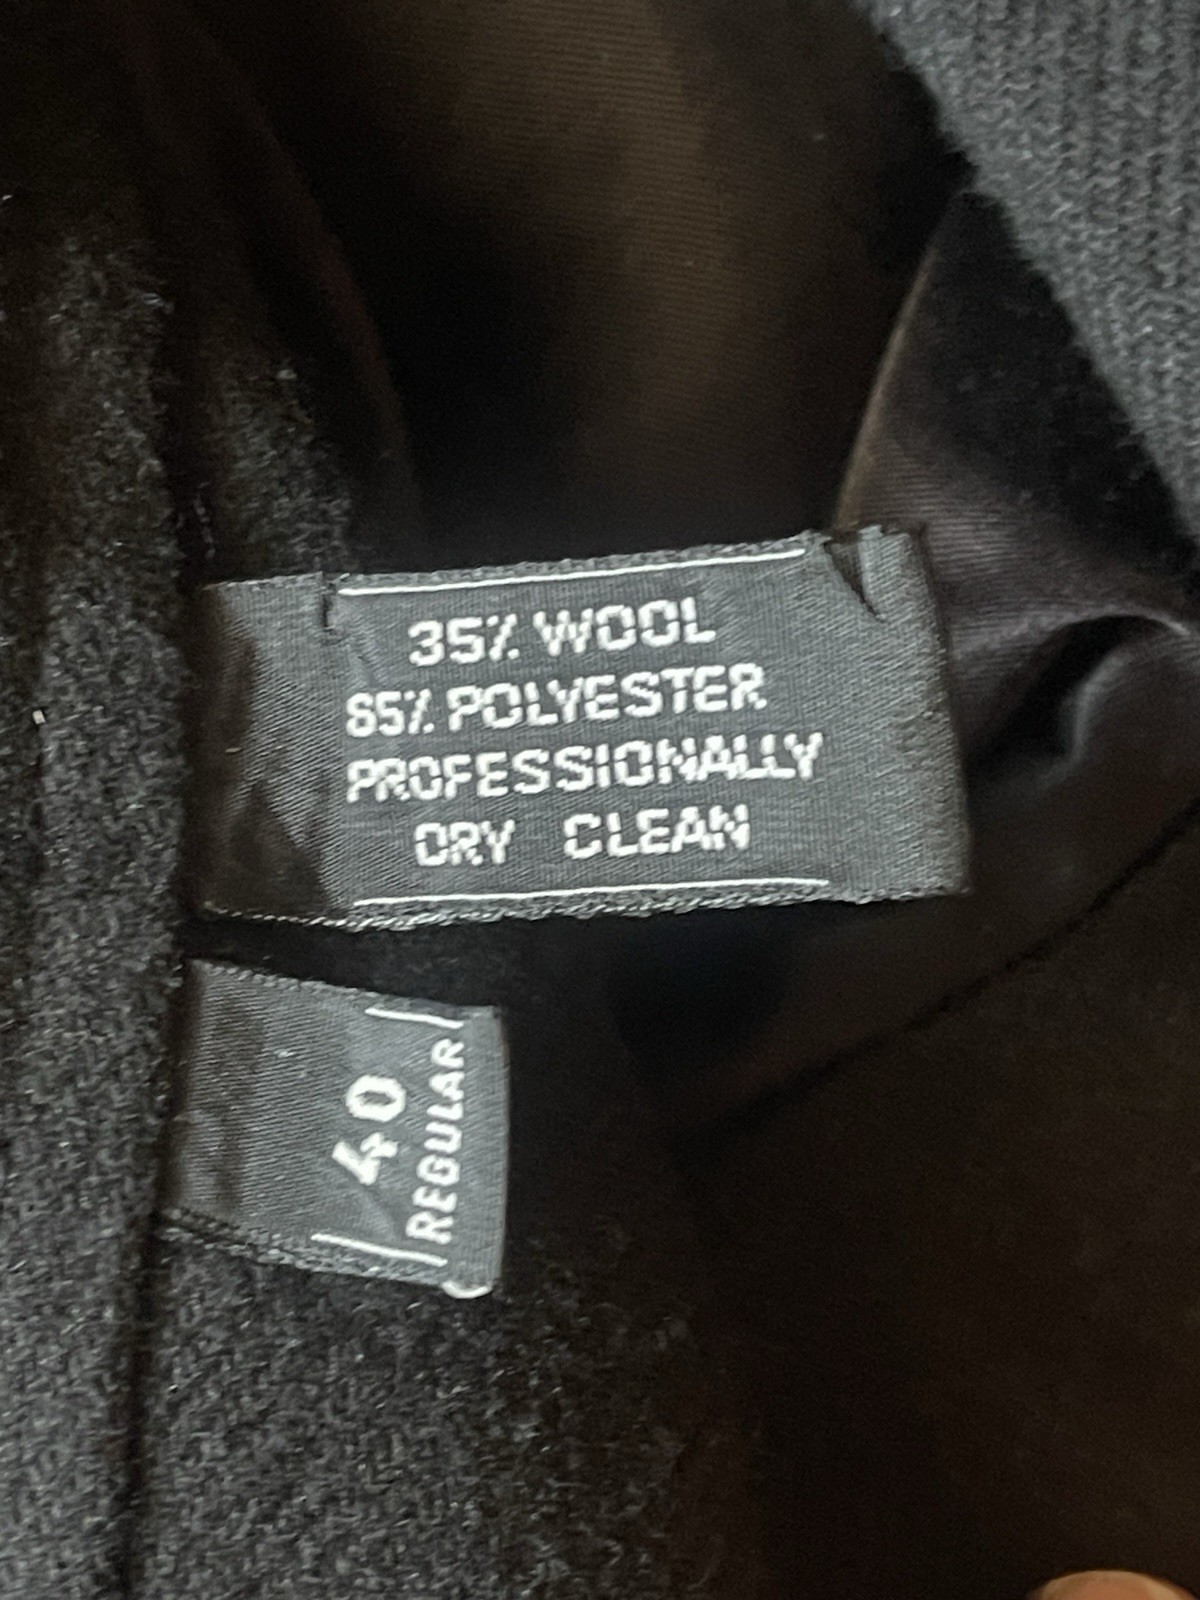 35% WOOL
65% POLYESTER
PROFESSIONALLY
DRY CLEAN
40
REGULAR